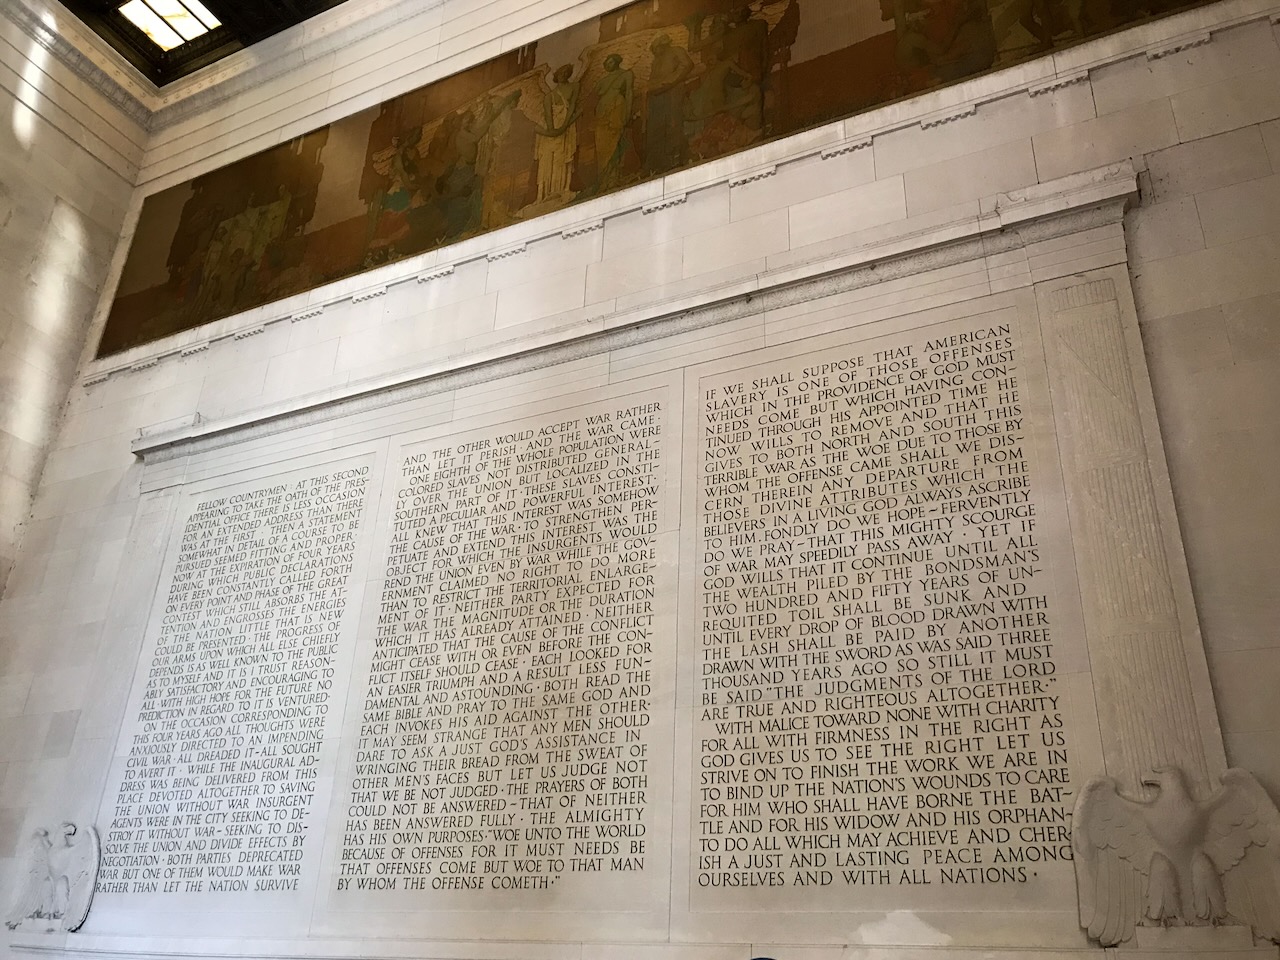 FELLOW COUNTRYMEN · AT THIS SECOND
APPEARING TO TAKE THE OATH OF THE PRES-
IDENTIAL OFFICE THERE IS LESS OCCASION
FOR AN EXTENDED ADDRESS THAN THERE
WAS AT THE FIRST · THEN A STATEMENT
SOMEWHAT IN DETAIL OF A COURSE TO BE
PURSUED SEEMED FITTING AND PROPER ·
NOW AT THE EXPIRATION OF FOUR YEARS
DURING WHICH PUBLIC DECLARATIONS
HAVE BEEN CONSTANTLY CALLED FORTH
ON EVERY POINT AND PHASE OF THE GREAT
CONTEST WHICH STILL ABSORBS THE AT-
TENTION AND ENGROSSES THE ENERGIES
OF THE NATION LITTLE THAT IS NEW
COULD BE PRESENTED · THE PROGRESS OF
OUR ARMS UPON WHICH ALL ELSE CHIEFLY
DEPENDS IS AS WELL KNOWN TO THE PUBLIC
AS TO MYSELF AND IT IS I TRUST REASON-
ABLY SATISFACTORY AND ENCOURAGING TO
ALL · WITH HIGH HOPE FOR THE FUTURE NO
PREDICTION IN REGARD TO IT IS VENTURED
ON THE OCCASION CORRESPONDING TO
THIS FOUR YEARS AGO ALL THOUGHTS WERE
ANXIOUSLY DIRECTED TO AN IMPENDING
CIVIL WAR · ALL DREADED IT – ALL SOUGHT
TO AVERT IT · WHILE THE INAUGURAL AD-
DRESS WAS BEING DELIVERED FROM THIS
PLACE DEVOTED ALTOGETHER TO SAVING
THE UNION WITHOUT WAR INSURGENT
AGENTS WERE IN THE CITY SEEKING TO DE-
STROY IT WITHOUT WAR – SEEKING TO DIS-
SOLVE THE UNION AND DIVIDE EFFECTS BY
NEGOTIATION · BOTH PARTIES DEPRECATED
WAR BUT ONE OF THEM WOULD MAKE WAR
RATHER THAN LET THE NATION SURVIVE
AND THE OTHER WOULD ACCEPT WAR RATHER
THAN LET IT PERISH · AND THE WAR CAME ·
ONE EIGHTH OF THE WHOLE POPULATION WERE
COLORED SLAVES NOT DISTRIBUTED GENERAL-
LY OVER THE UNION BUT LOCALIZED IN THE
SOUTHERN PART OF IT · THESE SLAVES CONSTI-
TUTED A PECULIAR AND POWERFUL INTEREST ·
ALL KNEW THAT THIS INTEREST WAS SOMEHOW
THE CAUSE OF THE WAR · TO STRENGTHEN PER-
PETUATE AND EXTEND THIS INTEREST WAS THE
OBJECT FOR WHICH THE INSURGENTS WOULD
REND THE UNION EVEN BY WAR WHILE THE GOV-
ERNMENT CLAIMED NO RIGHT TO DO MORE
THAN TO RESTRICT THE TERRITORIAL ENLARGE-
MENT OF IT · NEITHER PARTY EXPECTED FOR
THE WAR THE MAGNITUDE OR THE DURATION
WHICH IT HAS ALREADY ATTAINED · NEITHER
ANTICIPATED THAT THE CAUSE OF THE CONFLICT
MIGHT CEASE WITH OR EVEN BEFORE THE CON-
FLICT ITSELF SHOULD CEASE · EACH LOOKED FOR
AN EASIER TRIUMPH AND A RESULT LESS FUN-
DAMENTAL AND ASTOUNDING · BOTH READ THE
SAME BIBLE AND PRAY TO THE SAME GOD AND
EACH INVOKES HIS AID AGAINST THE OTHER ·
IT MAY SEEM STRANGE THAT ANY MEN SHOULD
DARE TO ASK A JUST GOD'S ASSISTANCE IN
WRINGING THEIR BREAD FROM THE SWEAT OF
OTHER MEN'S FACES BUT LET US JUDGE NOT
THAT WE BE NOT JUDGED · THE PRAYERS OF BOTH
COULD NOT BE ANSWERED – THAT OF NEITHER
HAS BEEN ANSWERED FULLY · THE ALMIGHTY
HAS HIS OWN PURPOSES · "WOE UNTO THE WORLD
BECAUSE OF OFFENSES FOR IT MUST NEEDS BE
THAT OFFENSES COME BUT WOE TO THAT MAN
BY WHOM THE OFFENSE COMETH · "
IF WE SHALL SUPPOSE THAT AMERICAN
SLAVERY IS ONE OF THOSE OFFENSES
WHICH IN THE PROVIDENCE OF GOD MUST
NEEDS COME BUT WHICH HAVING CON-
TINUED THROUGH HIS APPOINTED TIME HE
NOW WILLS TO REMOVE AND THAT HE
GIVES TO BOTH NORTH AND SOUTH THIS
TERRIBLE WAR AS THE WOE DUE TO THOSE BY
WHOM THE OFFENSE CAME SHALL WE DIS-
CERN THEREIN ANY DEPARTURE FROM
THOSE DIVINE ATTRIBUTES WHICH THE
BELIEVERS IN A LIVING GOD ALWAYS ASCRIBE
TO HIM · FONDLY DO WE HOPE – FERVENTLY
DO WE PRAY – THAT THIS MIGHTY SCOURGE
OF WAR MAY SPEEDILY PASS AWAY · YET IF
GOD WILLS THAT IT CONTINUE UNTIL ALL
THE WEALTH PILED BY THE BONDSMAN'S
TWO HUNDRED AND FIFTY YEARS OF UN-
REQUITED TOIL SHALL BE SUNK AND
UNTIL EVERY DROP OF BLOOD DRAWN WITH
THE LASH SHALL BE PAID BY ANOTHER
DRAWN WITH THE SWORD AS WAS SAID THREE
THOUSAND YEARS AGO SO STILL IT MUST
BE SAID "THE JUDGMENTS OF THE LORD
ARE TRUE AND RIGHTEOUS ALTOGETHER · "
WITH MALICE TOWARD NONE WITH CHARITY
FOR ALL WITH FIRMNESS IN THE RIGHT AS
GOD GIVES US TO SEE THE RIGHT LET US
STRIVE ON TO FINISH THE WORK WE ARE IN
TO BIND UP THE NATION'S WOUNDS TO CARE
FOR HIM WHO SHALL HAVE BORNE THE BAT-
TLE AND FOR HIS WIDOW AND HIS ORPHAN –
TO DO ALL WHICH MAY ACHIEVE AND CHER-
ISH A JUST AND LASTING PEACE AMONG
OURSELVES AND WITH ALL NATIONS ·